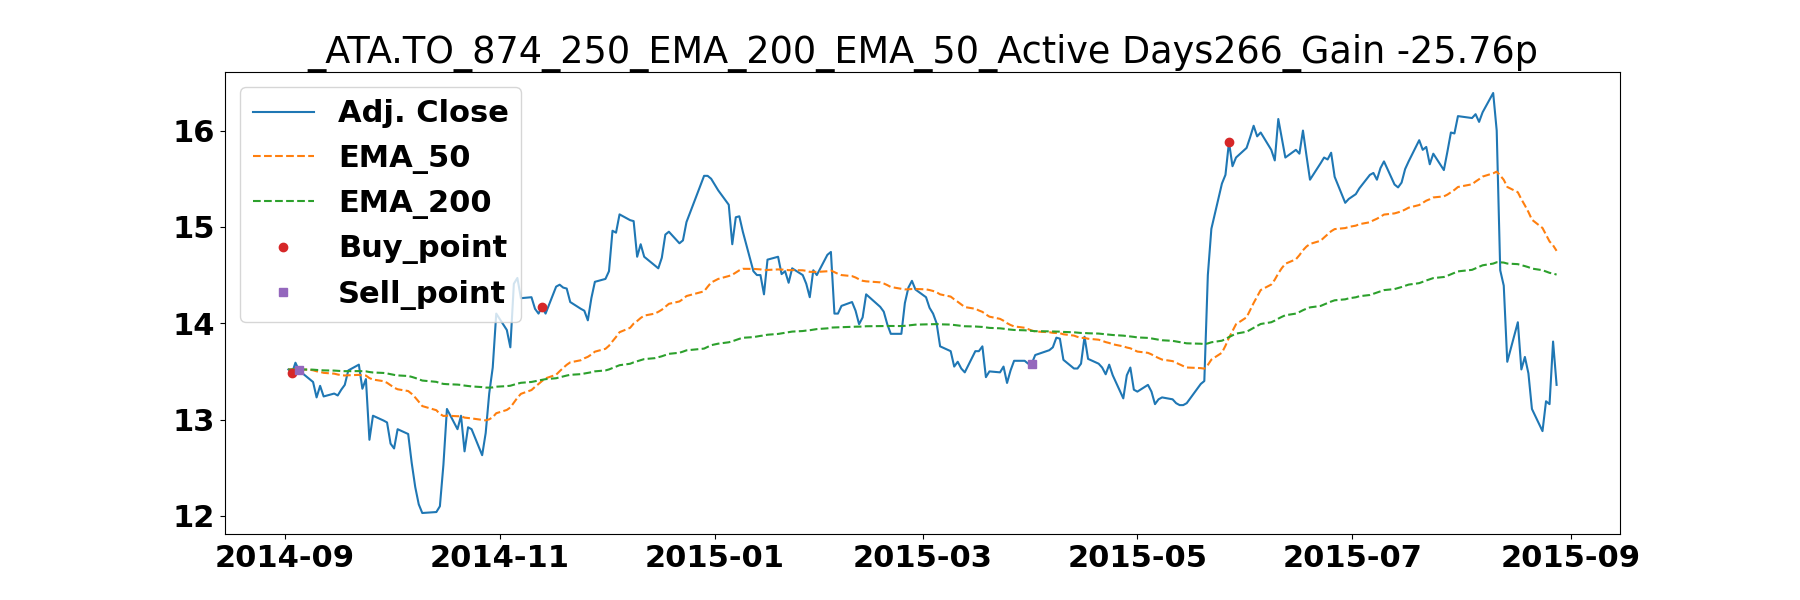 _ATA.TO_874_250_EMA_200_EMA_50_Active Days266_Gain -25.76p
Adj. Close
EMA_50
EMA_200
Buy_point
Sell_point
16
15
14
13
12
2014-09 2014-11 2015-01 2015-03 2015-05 2015-07 2015-09